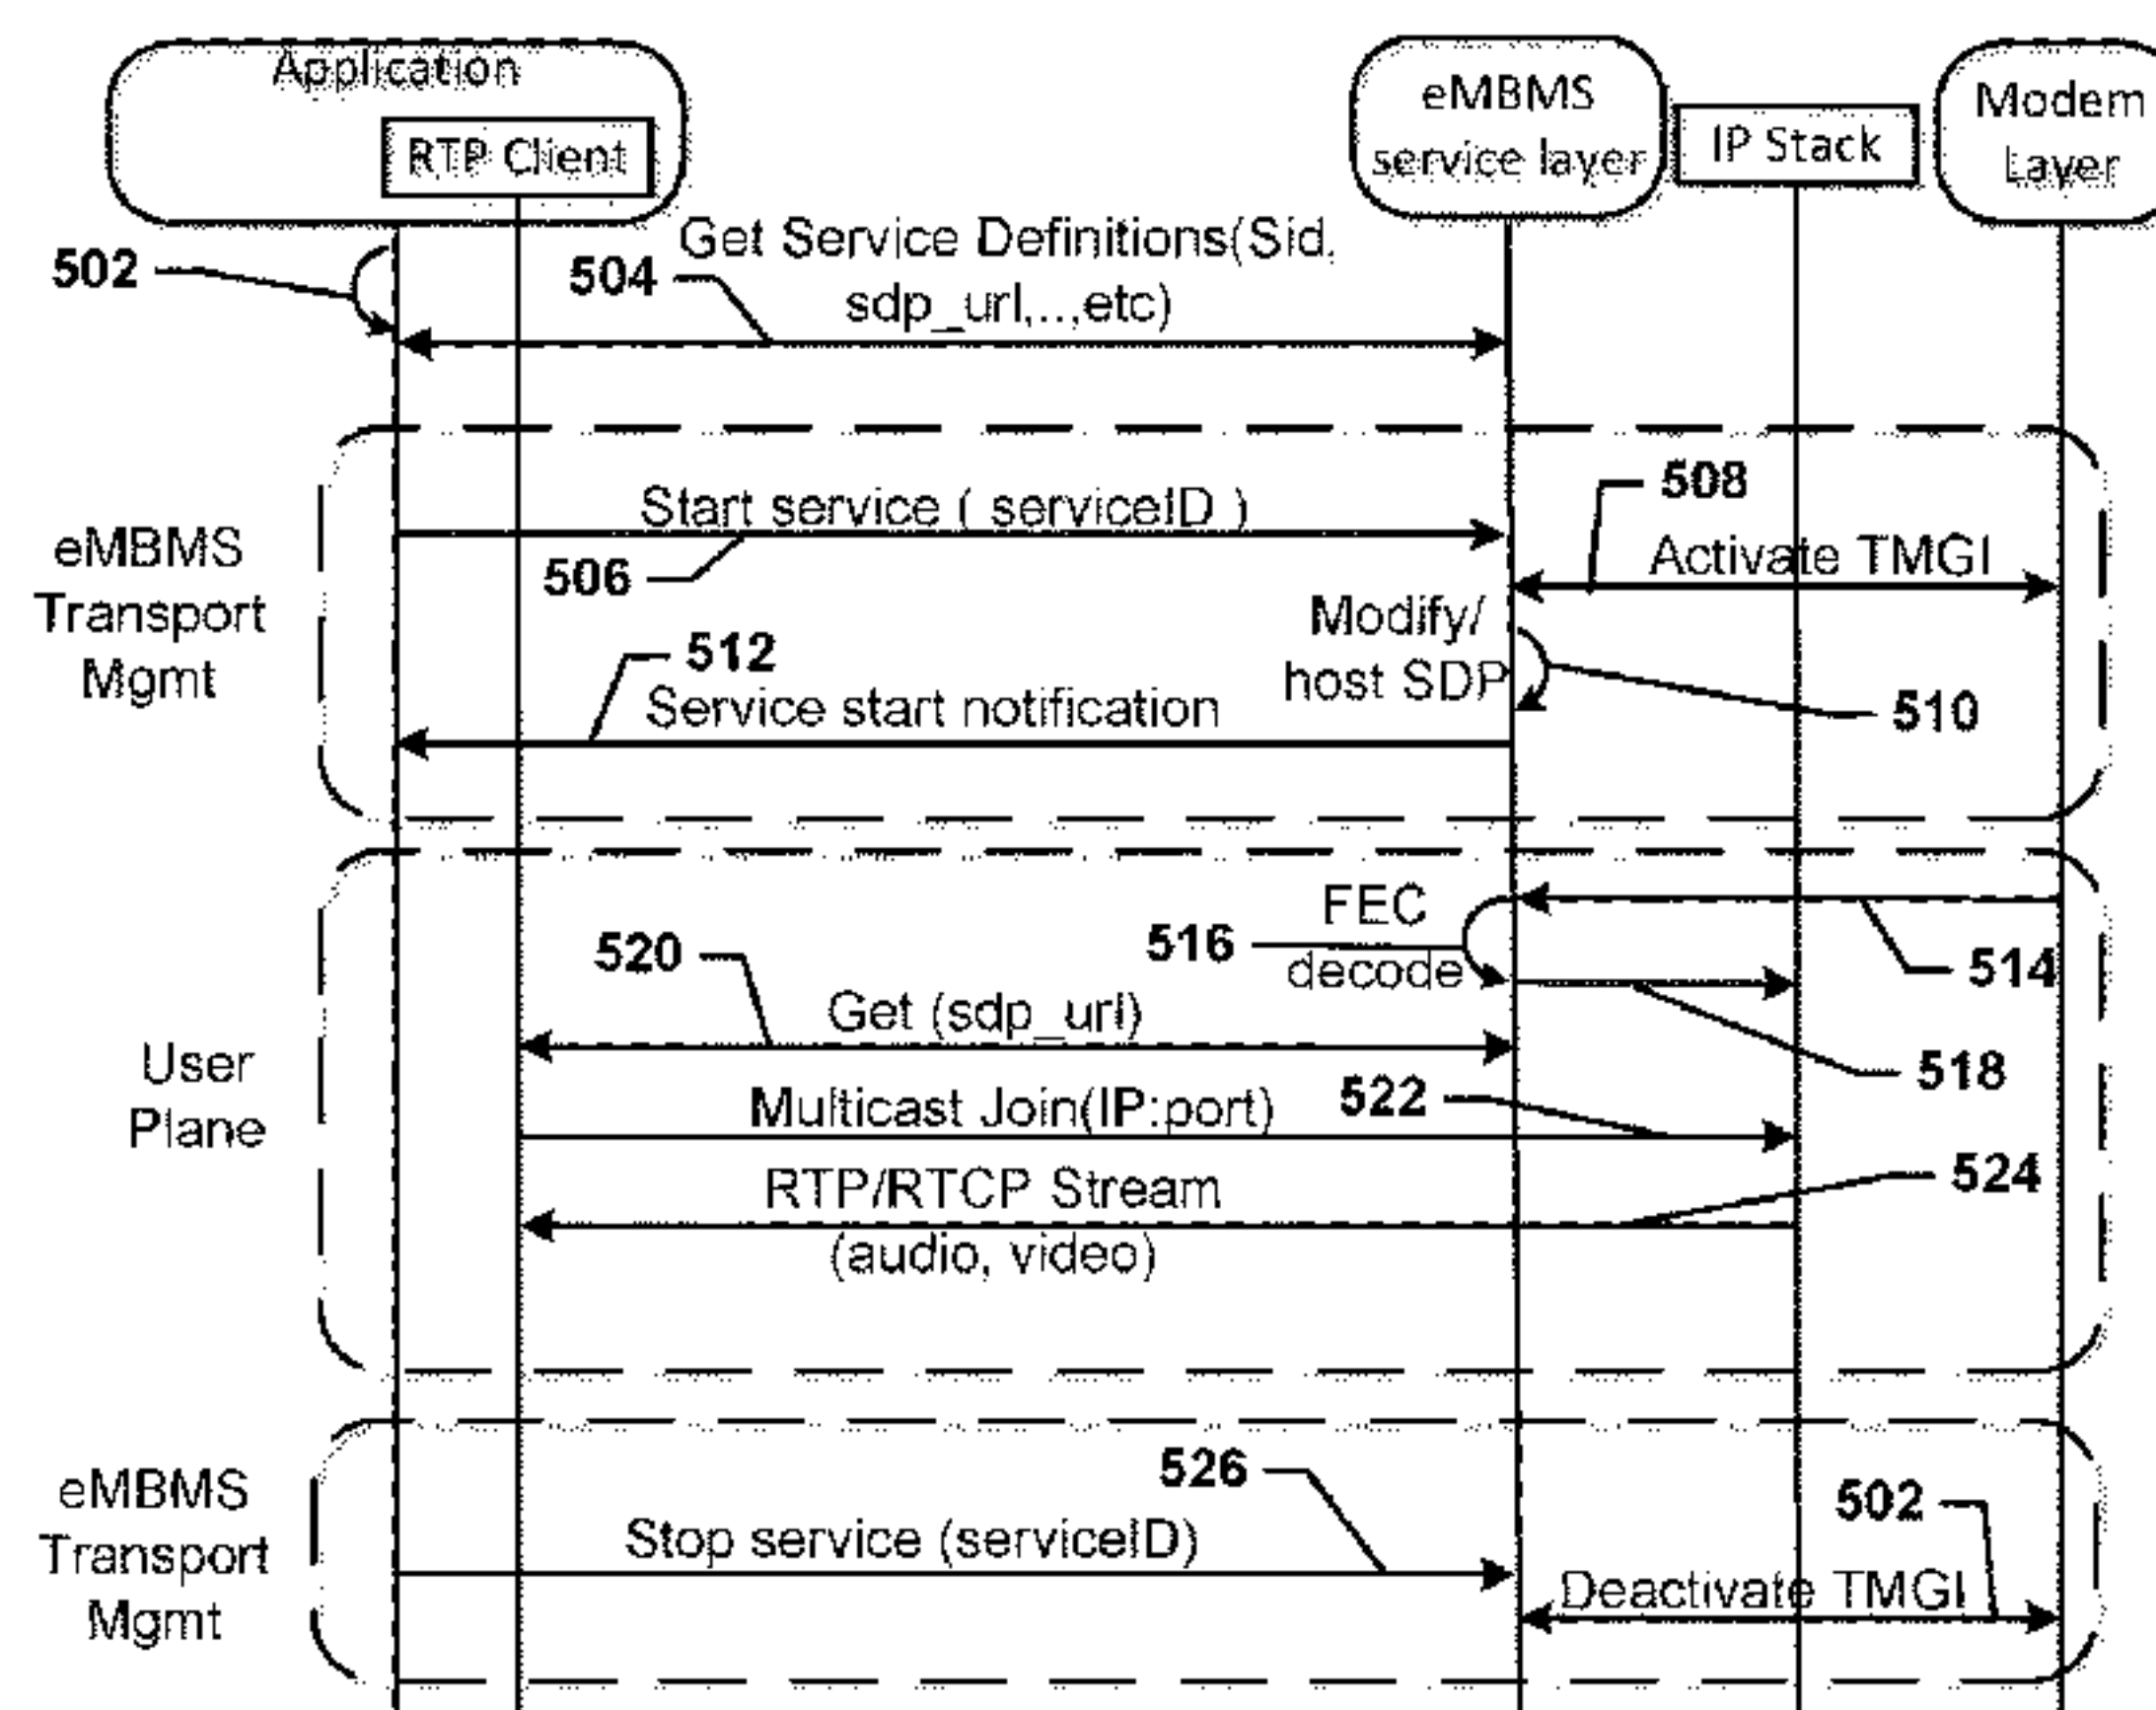 Application
RTP Client
eMBMS
service layer
IP Stack
Modem
Layer
502
504
Get Service Definitions(Sid,
sdp_url,..,etc)
eMBMS
Transport
Mgmt
Start service ( serviceID )
506
508
Activate TMGI
Modify/
host SDP
510
512
Service start notification
User
Plane
FEC
decode
514
516
518
520
Get (sdp_url)
Multicast Join(IP:port)
522
RTP/RTCP Stream
(audio, video)
524
eMBMS
Transport
Mgmt
526
Stop service (serviceID)
502
Deactivate TMGI